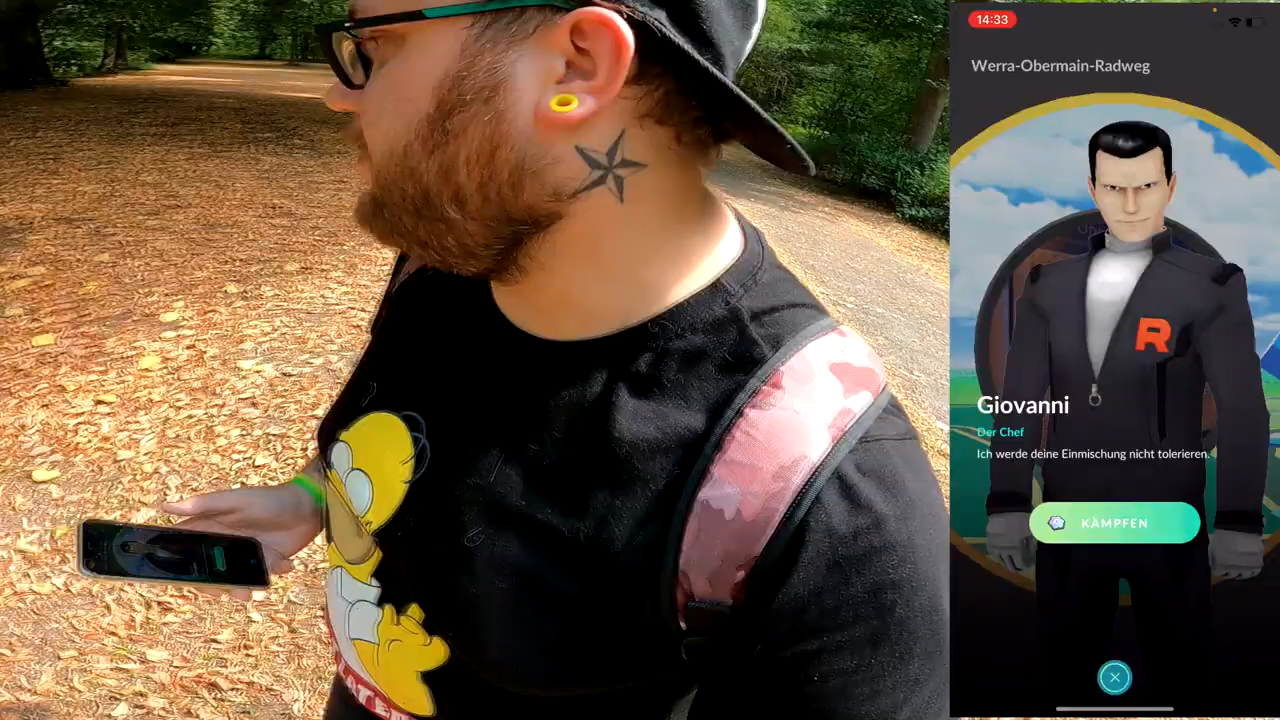 14:33
Werra-Obermain-Radweg
R
Giovanni
Der Chef
Ich werde deine Einmischung nicht tolerieren.
KÄMPFEN